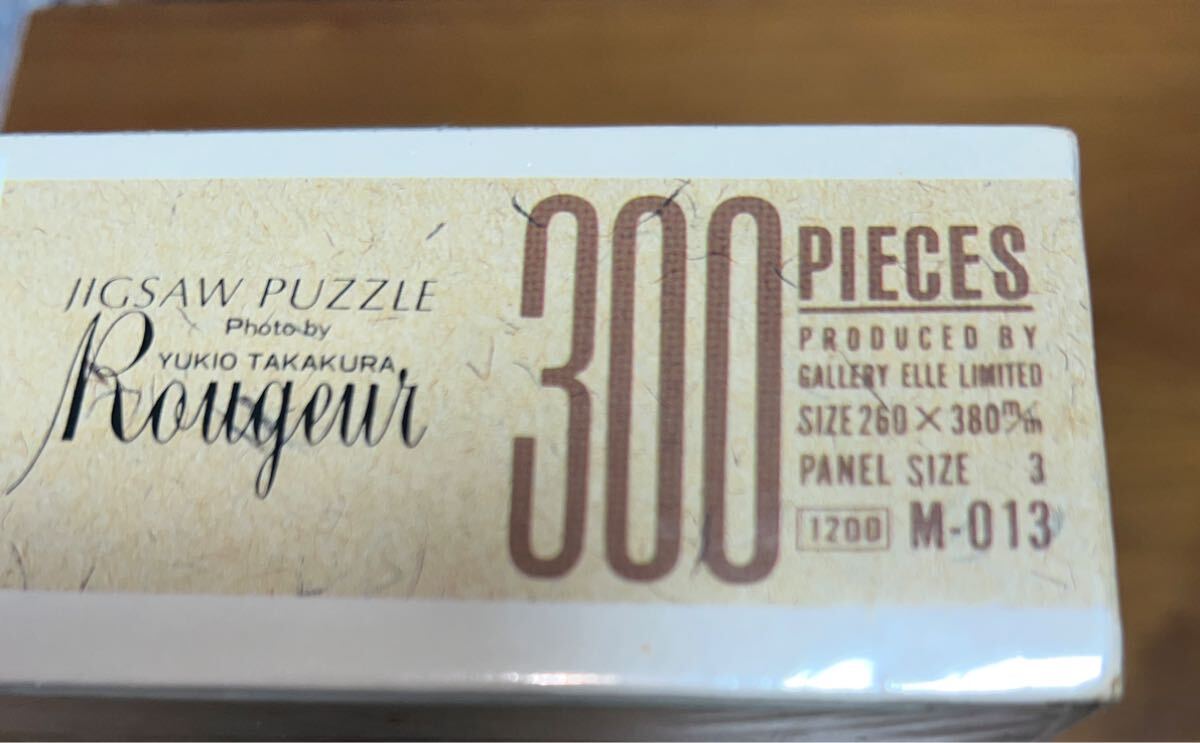 JIGSAW PUZZLE
Photo by
YUKIO TAKAKURA
Rougeur
300
PIECES
PRODUCED BY
GALLERY ELLE LIMITED
SIZE 260 × 380 m/m
PANEL SIZE 3
1200 M-013